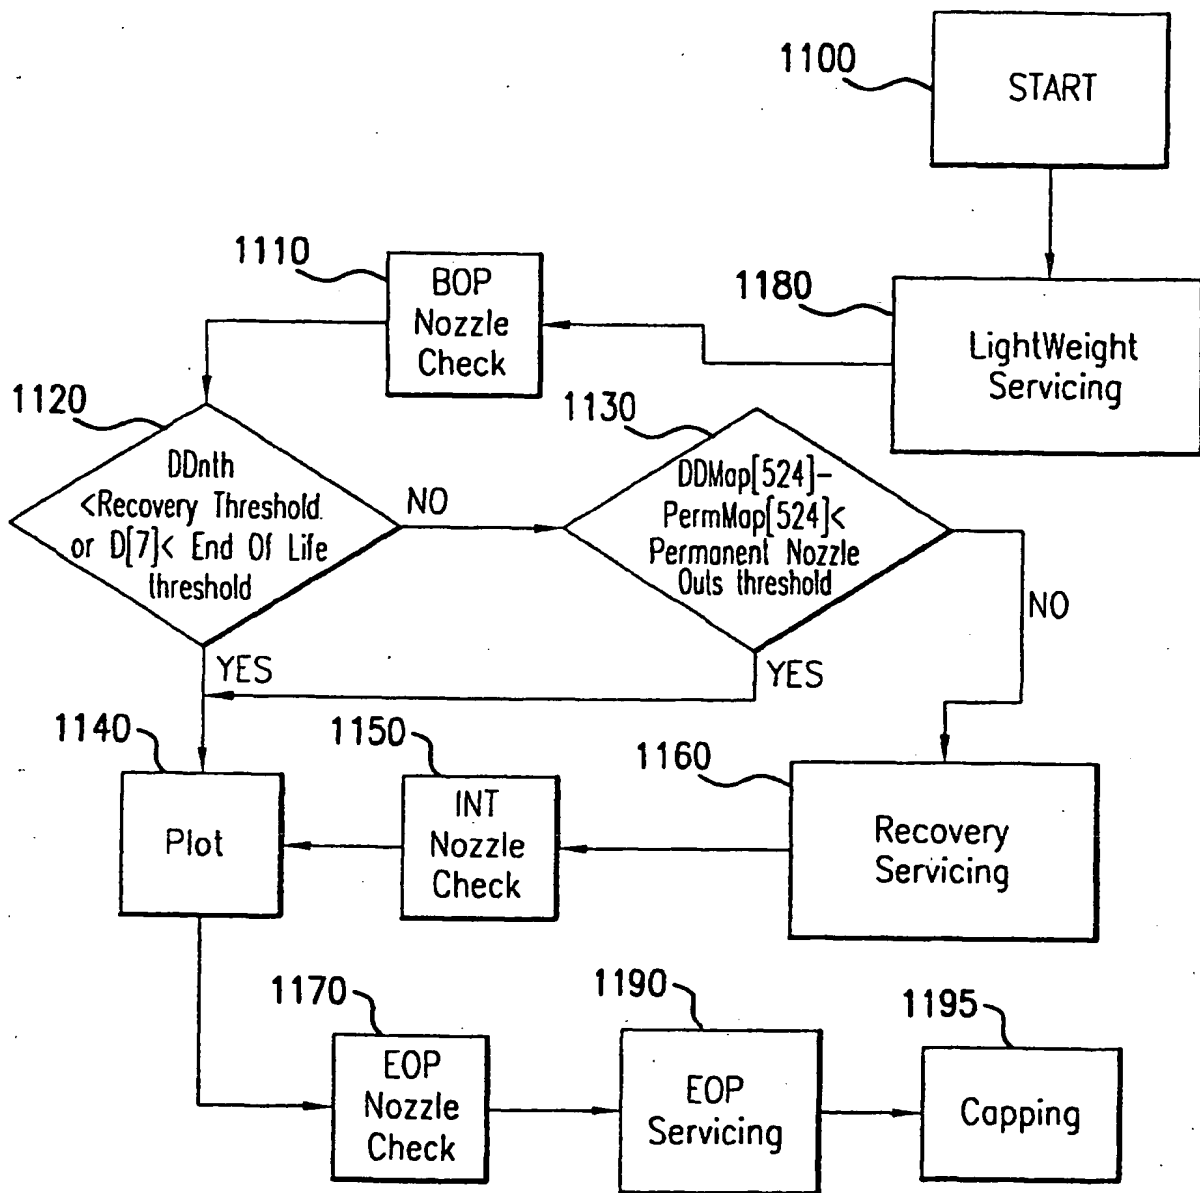 1100
START
1110
BOP
Nozzle
Check
1180
LightWeight
Servicing
1120
DDnth
<Recovery Threshold.
or D[7]< End Of Life
threshold
NO
YES
1130
DDMap[524]-
PermMap[524]<
Permanent Nozzle
Outs threshold
NO
YES
1140
Plot
1150
INT
Nozzle
Check
1160
Recovery
Servicing
1170
EOP
Nozzle
Check
1190
EOP
Servicing
1195
Capping